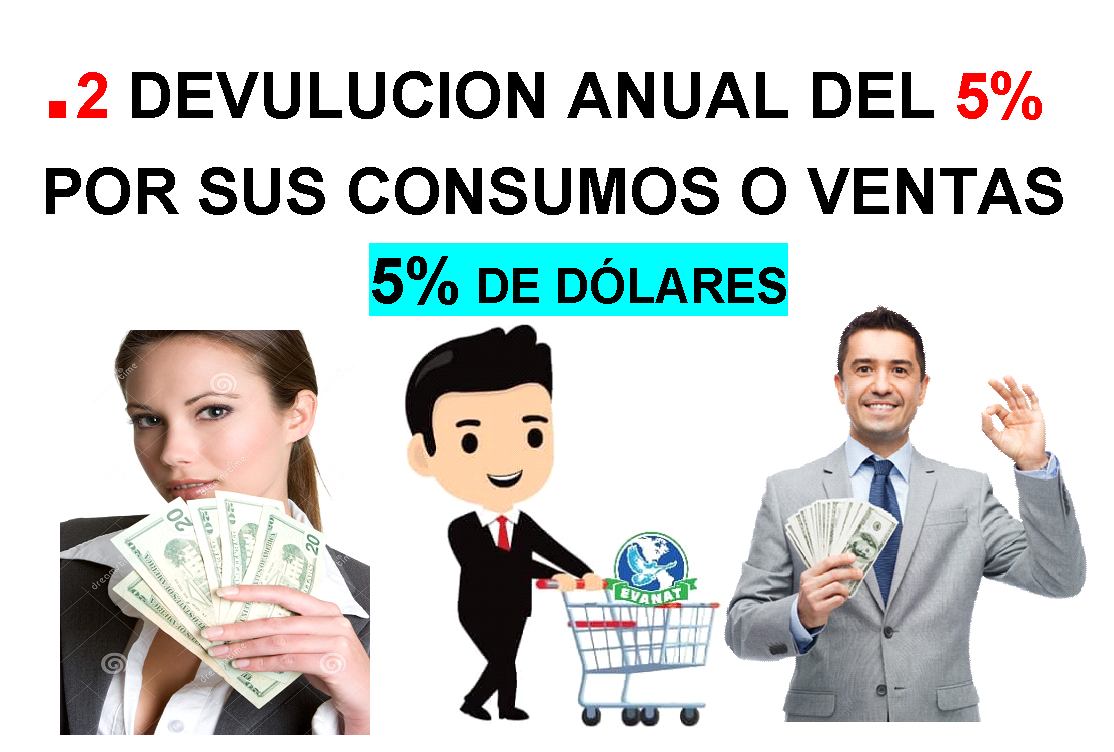 .2 DEVULUCION ANUAL DEL 5%
POR SUS CONSUMOS O VENTAS
5% DE DÓLARES
EVANAT